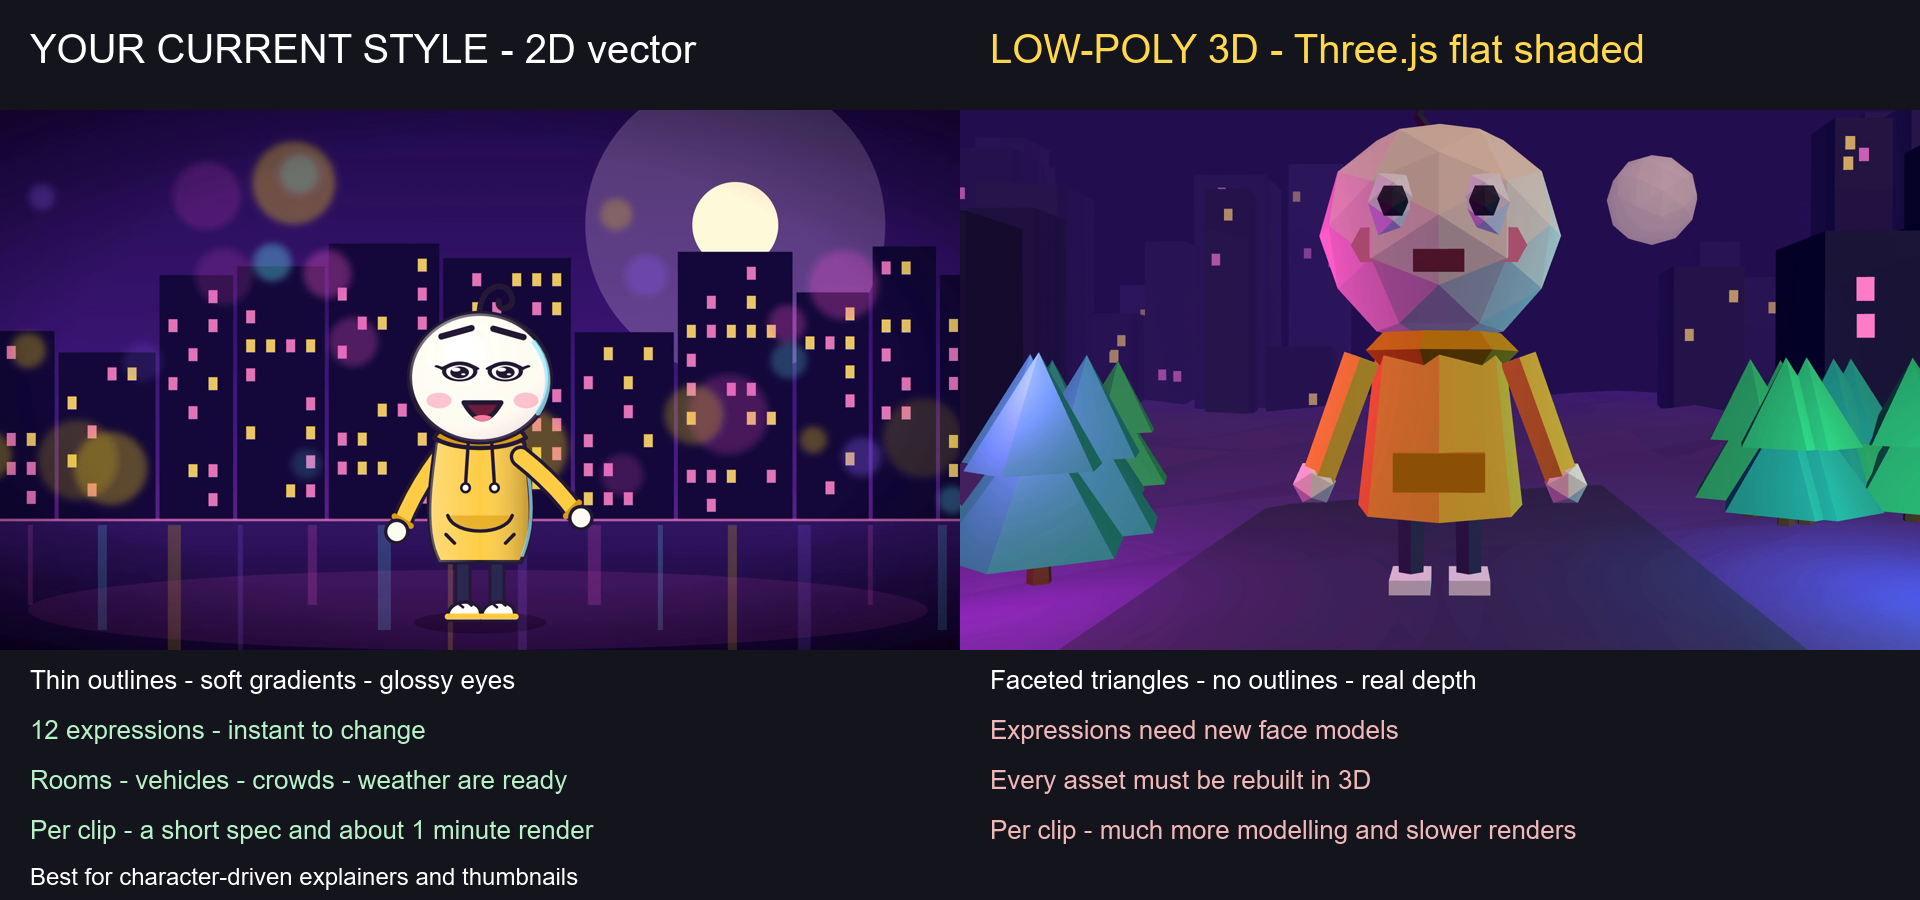 YOUR CURRENT STYLE - 2D vector
Thin outlines - soft gradients - glossy eyes
12 expressions - instant to change
Rooms - vehicles - crowds - weather are ready
Per clip - a short spec and about 1 minute render
Best for character-driven explainers and thumbnails
LOW-POLY 3D - Three.js flat shaded
Faceted triangles - no outlines - real depth
Expressions need new face models
Every asset must be rebuilt in 3D
Per clip - much more modelling and slower renders